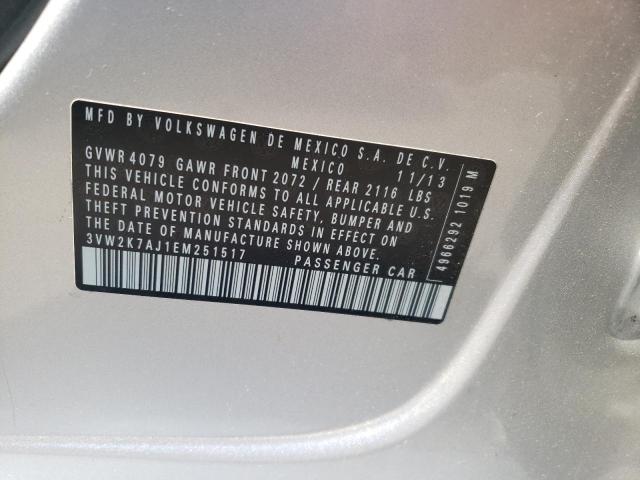 MFD BY VOLKSWAGEN DE MEXICO S.A. DE C.V.
MEXICO 11/13
GVWR 4079 GAWR FRONT 2072 / REAR 2116 LBS
THIS VEHICLE CONFORMS TO ALL APPLICABLE U.S.
FEDERAL MOTOR VEHICLE SAFETY, BUMPER AND
THEFT PREVENTION STANDARDS IN EFFECT ON
THE DATE OF MANUFACTURE SHOWN ABOVE.
3VW2K7AJ1EM251517 PASSENGER CAR
4966292 1019 M